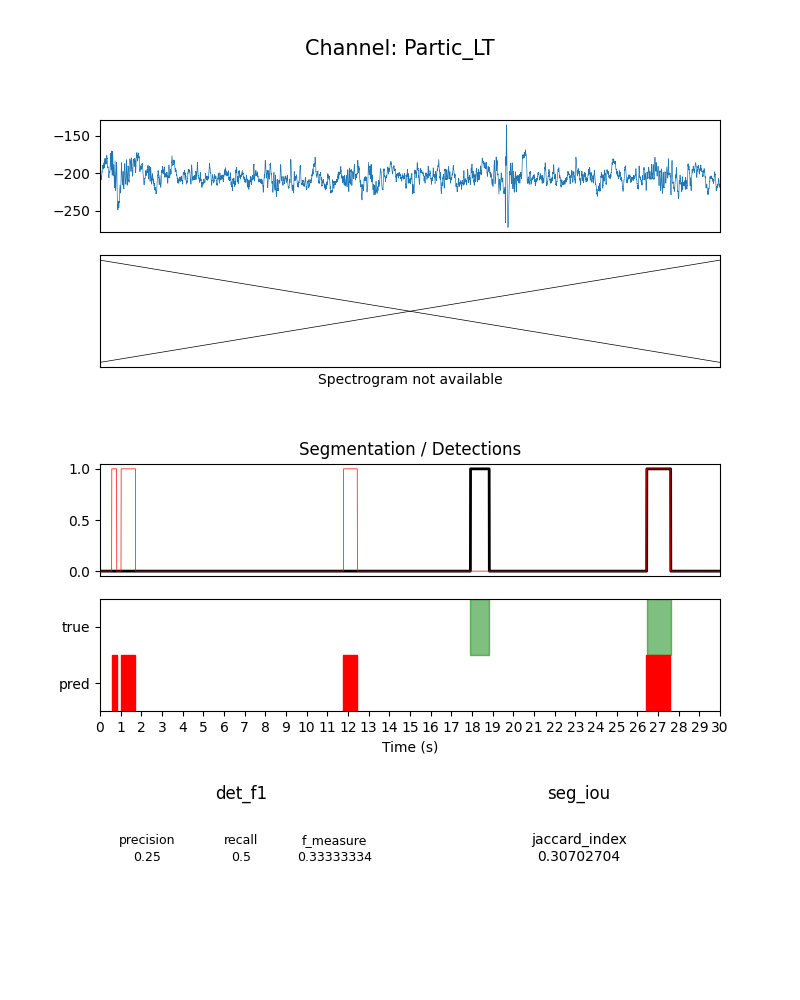 Channel: Partic_LT
−150
−200
−250
Spectrogram not available
Segmentation / Detections
1.0
0.5
0.0
true
pred
0 1 2 3 4 5 6 7 8 9 10 11 12 13 14 15 16 17 18 19 20 21 22 23 24 25 26 27 28 29 30
Time (s)
det_f1 seg_iou
precision recall f_measure jaccard_index
0.25 0.5 0.33333334 0.30702704